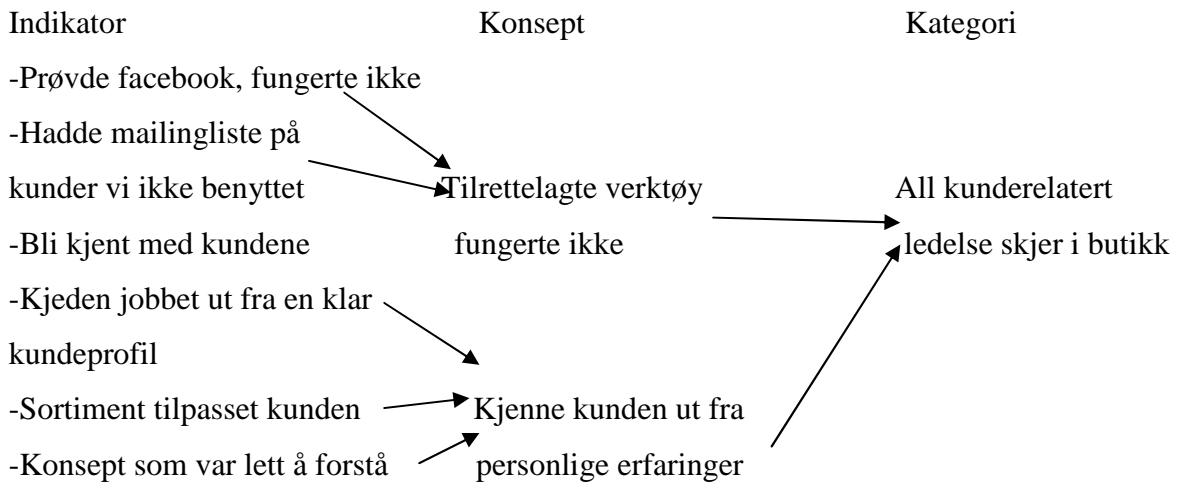 Indikator Konsept Kategori
-Prøvde facebook, fungerte ikke
-Hadde mailingliste på
kunder vi ikke benyttet Tilrettelagte verktøy All kunderelatert
-Bli kjent med kundene fungerte ikke ledelse skjer i butikk
-Kjeden jobbet ut fra en klar
kundeprofil
-Sortiment tilpasset kunden Kjenne kunden ut fra
-Konsept som var lett å forstå personlige erfaringer